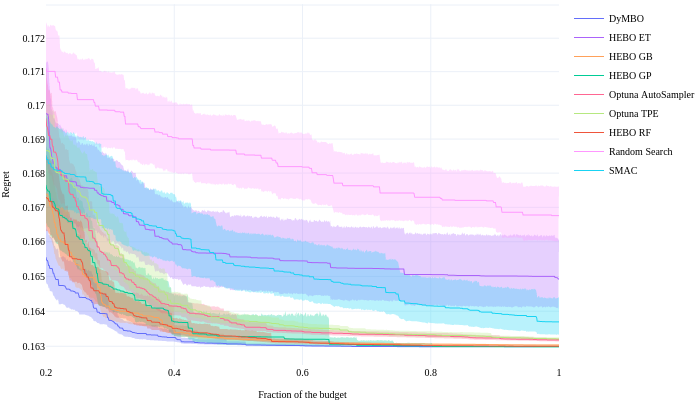 0.172
0.171
0.17
0.169
0.168
0.167
0.166
0.165
0.164
0.163
Regret
0.2
0.4
0.6
0.8
1
Fraction of the budget
DyMBO
HEBO ET
HEBO GB
HEBO GP
Optuna AutoSampler
Optuna TPE
HEBO RF
Random Search
SMAC